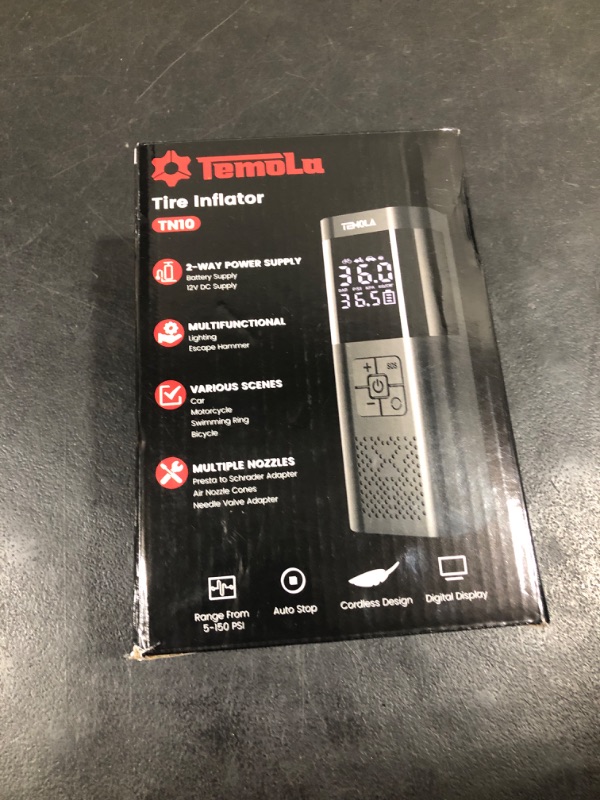 TemoLa
Tire Inflator
TN10
2-WAY POWER SUPPLY
Battery Supply
12V DC Supply
MULTIFUNCTIONAL
Lighting
Escape Hammer
VARIOUS SCENES
Car
Motorcycle
Swimming Ring
Bicycle
MULTIPLE NOZZLES
Presta to Schrader Adapter
Air Nozzle Cones
Needle Valve Adapter
TEMOLA
36.0
36.5
SOS
Range From
5-150 PSI
Auto Stop
Cordless Design
Digital Display